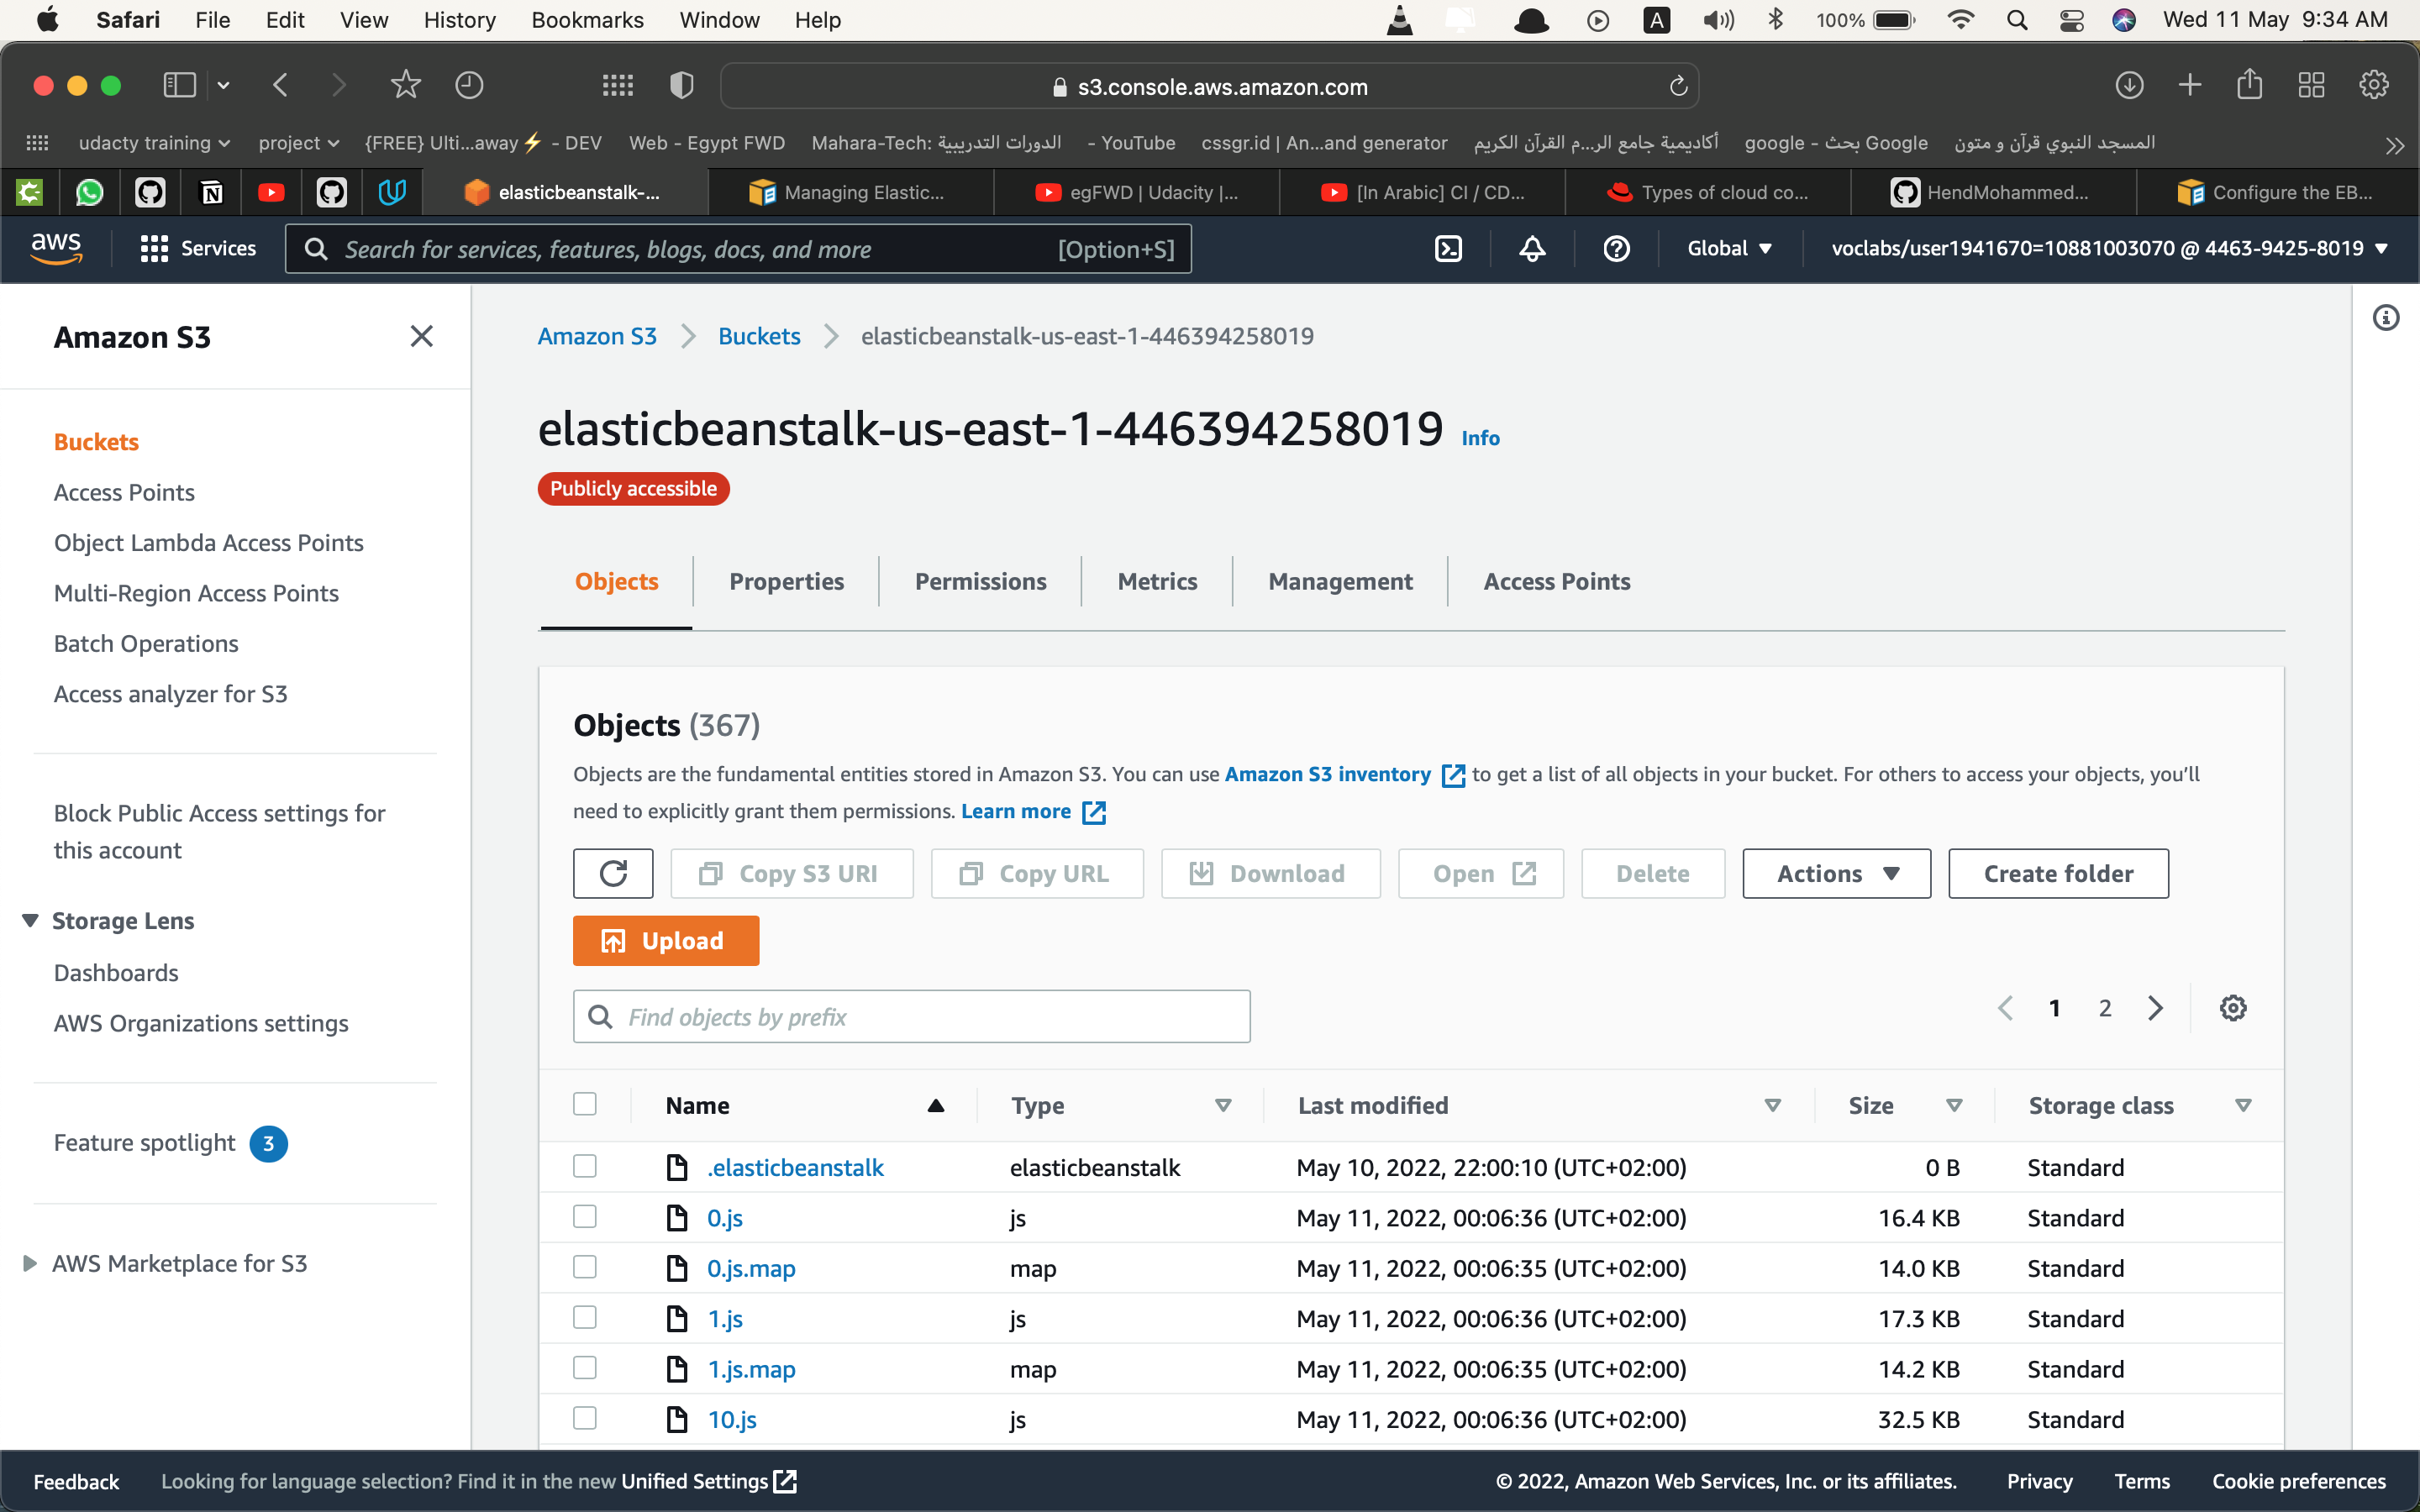 Safari File Edit View History Bookmarks Window Help A 100% Wed 11 May 9:34 AM
s3.console.aws.amazon.com
udacty training project {FREE} Ulti...away⚡ - DEV Web - Egypt FWD Mahara-Tech: الدورات التدريبية - YouTube cssgr.id | An...and generator أكاديمية جامع الر...م القرآن الكريم google - بحث Google المسجد النبوي قرآن و متون
elasticbeanstalk-... Managing Elastic... egFWD | Udacity |... [In Arabic] CI / CD... Types of cloud co... HendMohammed... Configure the EB...
aws Services Search for services, features, blogs, docs, and more [Option+S] Global voclabs/user1941670=10881003070 @ 4463-9425-8019
Amazon S3
Buckets
Access Points
Object Lambda Access Points
Multi-Region Access Points
Batch Operations
Access analyzer for S3
Block Public Access settings for
this account
Storage Lens
Dashboards
AWS Organizations settings
Feature spotlight 3
AWS Marketplace for S3
Amazon S3 Buckets elasticbeanstalk-us-east-1-446394258019
elasticbeanstalk-us-east-1-446394258019 Info
Publicly accessible
Objects Properties Permissions Metrics Management Access Points
Objects (367)
Objects are the fundamental entities stored in Amazon S3. You can use Amazon S3 inventory to get a list of all objects in your bucket. For others to access your objects, you'll
need to explicitly grant them permissions. Learn more
Copy S3 URI Copy URL Download Open Delete Actions Create folder
Upload
Find objects by prefix 1 2
Name Type Last modified Size Storage class
.elasticbeanstalk elasticbeanstalk May 10, 2022, 22:00:10 (UTC+02:00) 0 B Standard
0.js js May 11, 2022, 00:06:36 (UTC+02:00) 16.4 KB Standard
0.js.map map May 11, 2022, 00:06:35 (UTC+02:00) 14.0 KB Standard
1.js js May 11, 2022, 00:06:36 (UTC+02:00) 17.3 KB Standard
1.js.map map May 11, 2022, 00:06:35 (UTC+02:00) 14.2 KB Standard
10.js js May 11, 2022, 00:06:36 (UTC+02:00) 32.5 KB Standard
Feedback Looking for language selection? Find it in the new Unified Settings © 2022, Amazon Web Services, Inc. or its affiliates. Privacy Terms Cookie preferences